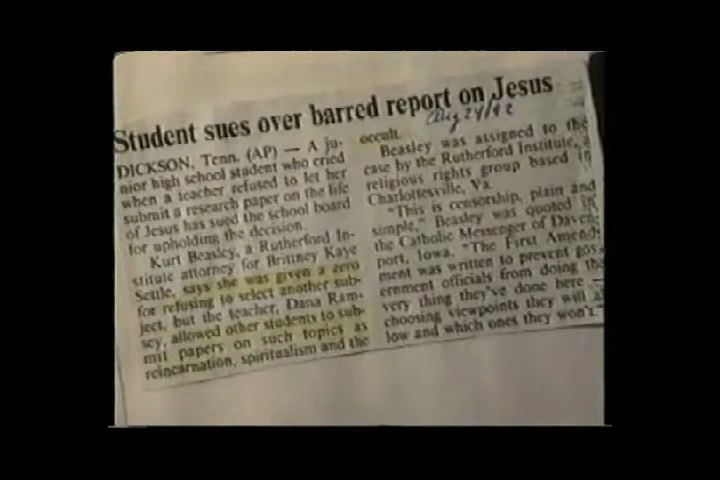 Student sues over barred report on Jesus
Aug 24/92
DICKSON, Tenn. (AP) — A ju-
nior high school student who cried
when a teacher refused to let her
submit a research paper on the life
of Jesus has sued the school board
for upholding the decision.
Kurt Beasley, a Rutherford In-
stitute attorney for Brittney Kaye
Settle, says she was given a zero
for refusing to select another sub-
ject, but the teacher, Dana Ram-
sey, allowed other students to sub-
mit papers on such topics as
reincarnation, spiritualism and the
occult.
Beasley was assigned to the
case by the Rutherford Institute, a
religious rights group based in
Charlottesville, Va.
"This is censorship, plain and
simple," Beasley was quoted in
the Catholic Messenger of Daven-
port, Iowa. "The First Amend-
ment was written to prevent gov-
ernment officials from doing the
very thing they've done here —
choosing viewpoints they will al-
low and which ones they won't."